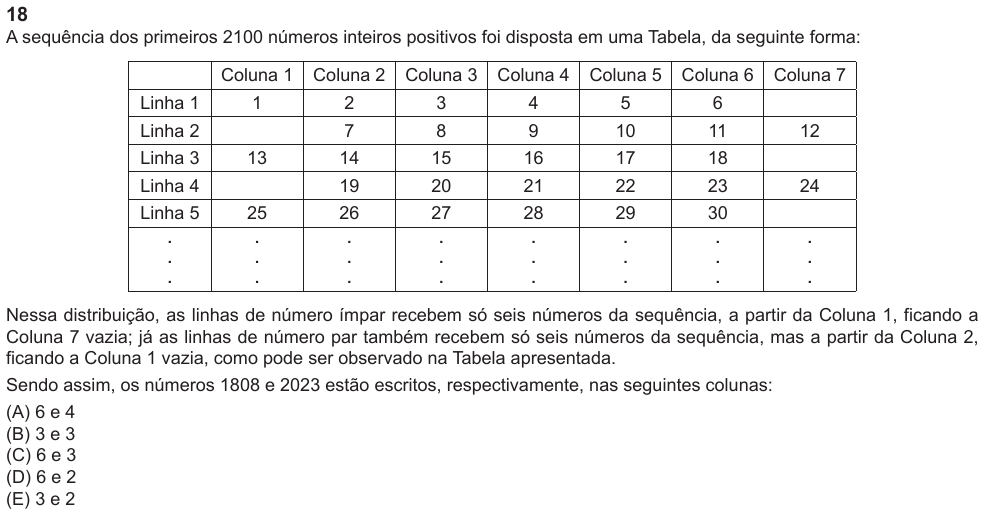 18
A sequência dos primeiros 2100 números inteiros positivos foi disposta em uma Tabela, da seguinte forma:
Coluna 1 Coluna 2 Coluna 3 Coluna 4 Coluna 5 Coluna 6 Coluna 7
Linha 1 1 2 3 4 5 6
Linha 2 7 8 9 10 11 12
Linha 3 13 14 15 16 17 18
Linha 4 19 20 21 22 23 24
Linha 5 25 26 27 28 29 30
. . . . . . . .
. . . . . . . .
. . . . . . . .
Nessa distribuição, as linhas de número ímpar recebem só seis números da sequência, a partir da Coluna 1, ficando a
Coluna 7 vazia; já as linhas de número par também recebem só seis números da sequência, mas a partir da Coluna 2,
ficando a Coluna 1 vazia, como pode ser observado na Tabela apresentada.
Sendo assim, os números 1808 e 2023 estão escritos, respectivamente, nas seguintes colunas:
(A) 6 e 4
(B) 3 e 3
(C) 6 e 3
(D) 6 e 2
(E) 3 e 2